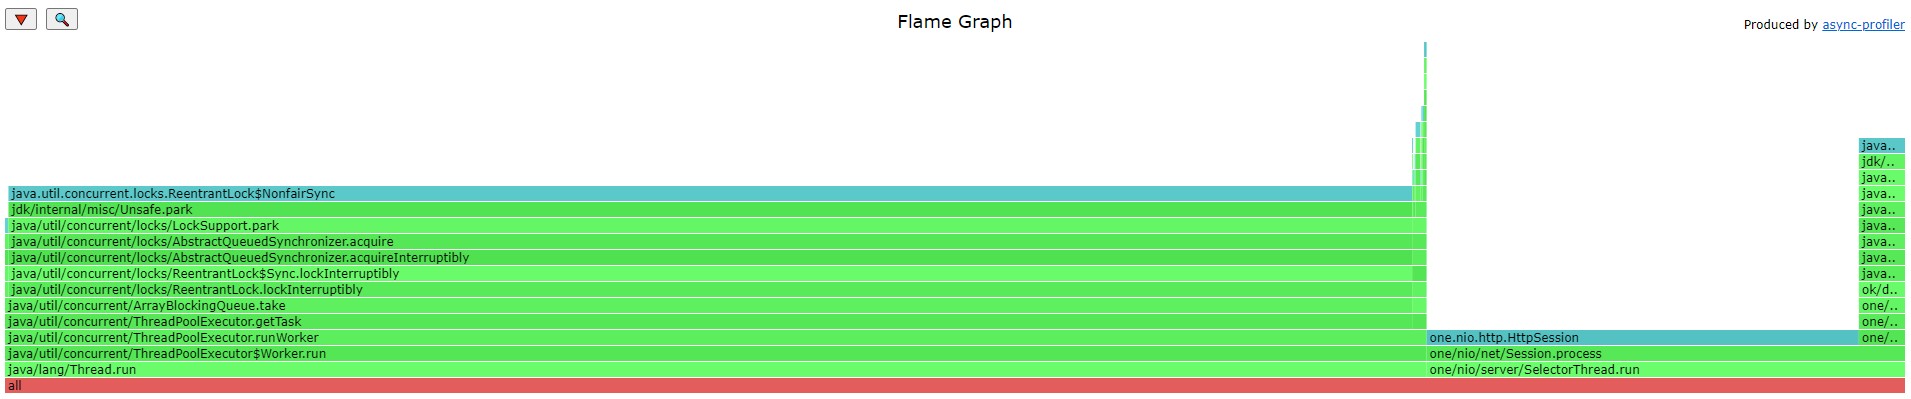 Flame Graph
Produced by async-profiler
java..
jdk/..
java..
java.util.concurrent.locks.ReentrantLock$NonfairSync java..
jdk/internal/misc/Unsafe.park java..
java/util/concurrent/locks/LockSupport.park java..
java/util/concurrent/locks/AbstractQueuedSynchronizer.acquire java..
java/util/concurrent/locks/AbstractQueuedSynchronizer.acquireInterruptibly java..
java/util/concurrent/locks/ReentrantLock$Sync.lockInterruptibly java..
java/util/concurrent/locks/ReentrantLock.lockInterruptibly ok/d..
java/util/concurrent/ArrayBlockingQueue.take one/..
java/util/concurrent/ThreadPoolExecutor.getTask one/..
java/util/concurrent/ThreadPoolExecutor.runWorker one.nio.http.HttpSession one/..
java/util/concurrent/ThreadPoolExecutor$Worker.run one/nio/net/Session.process
java/lang/Thread.run one/nio/server/SelectorThread.run
all